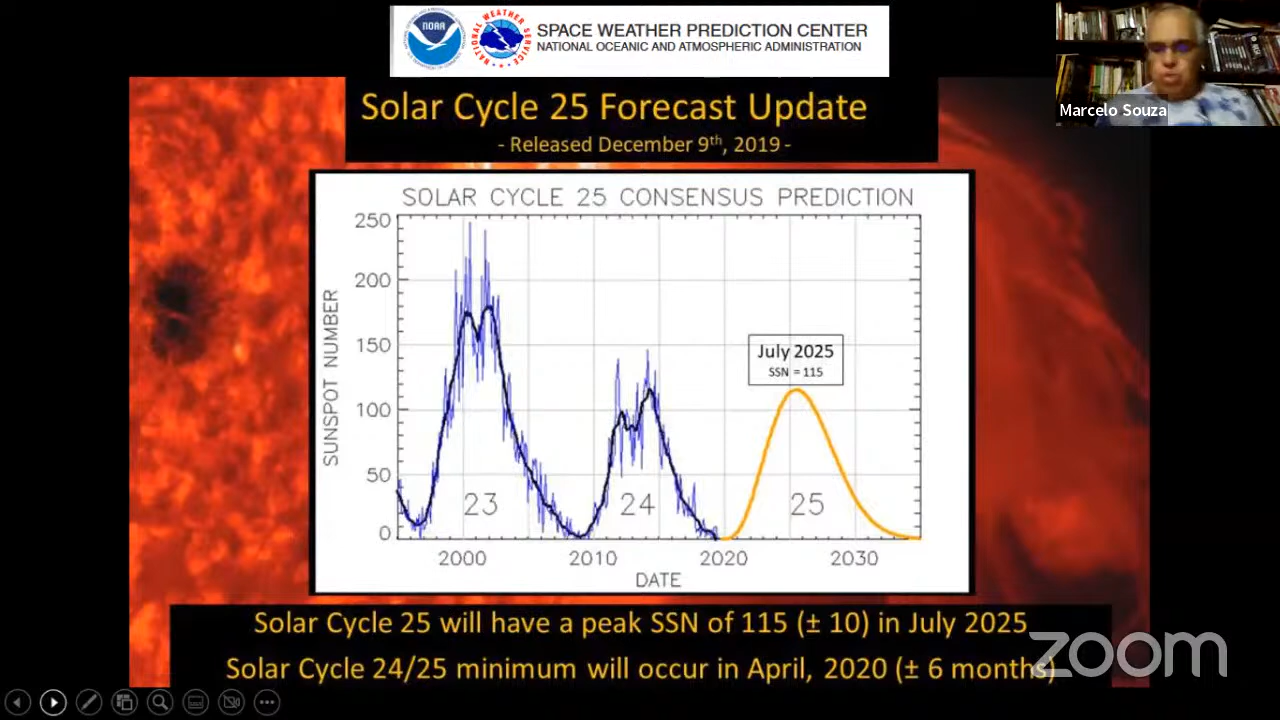 NOAA
SPACE WEATHER PREDICTION CENTER
NATIONAL OCEANIC AND ATMOSPHERIC ADMINISTRATION
Marcelo Souza
Solar Cycle 25 Forecast Update
- Released December 9th, 2019 -
SOLAR CYCLE 25 CONSENSUS PREDICTION
SUNSPOT NUMBER
250
200
150
100
50
0
July 2025
SSN = 115
23
24
25
2000
2010
2020
2030
DATE
Solar Cycle 25 will have a peak SSN of 115 (± 10) in July 2025
Solar Cycle 24/25 minimum will occur in April, 2020 (± 6 months)
zoom